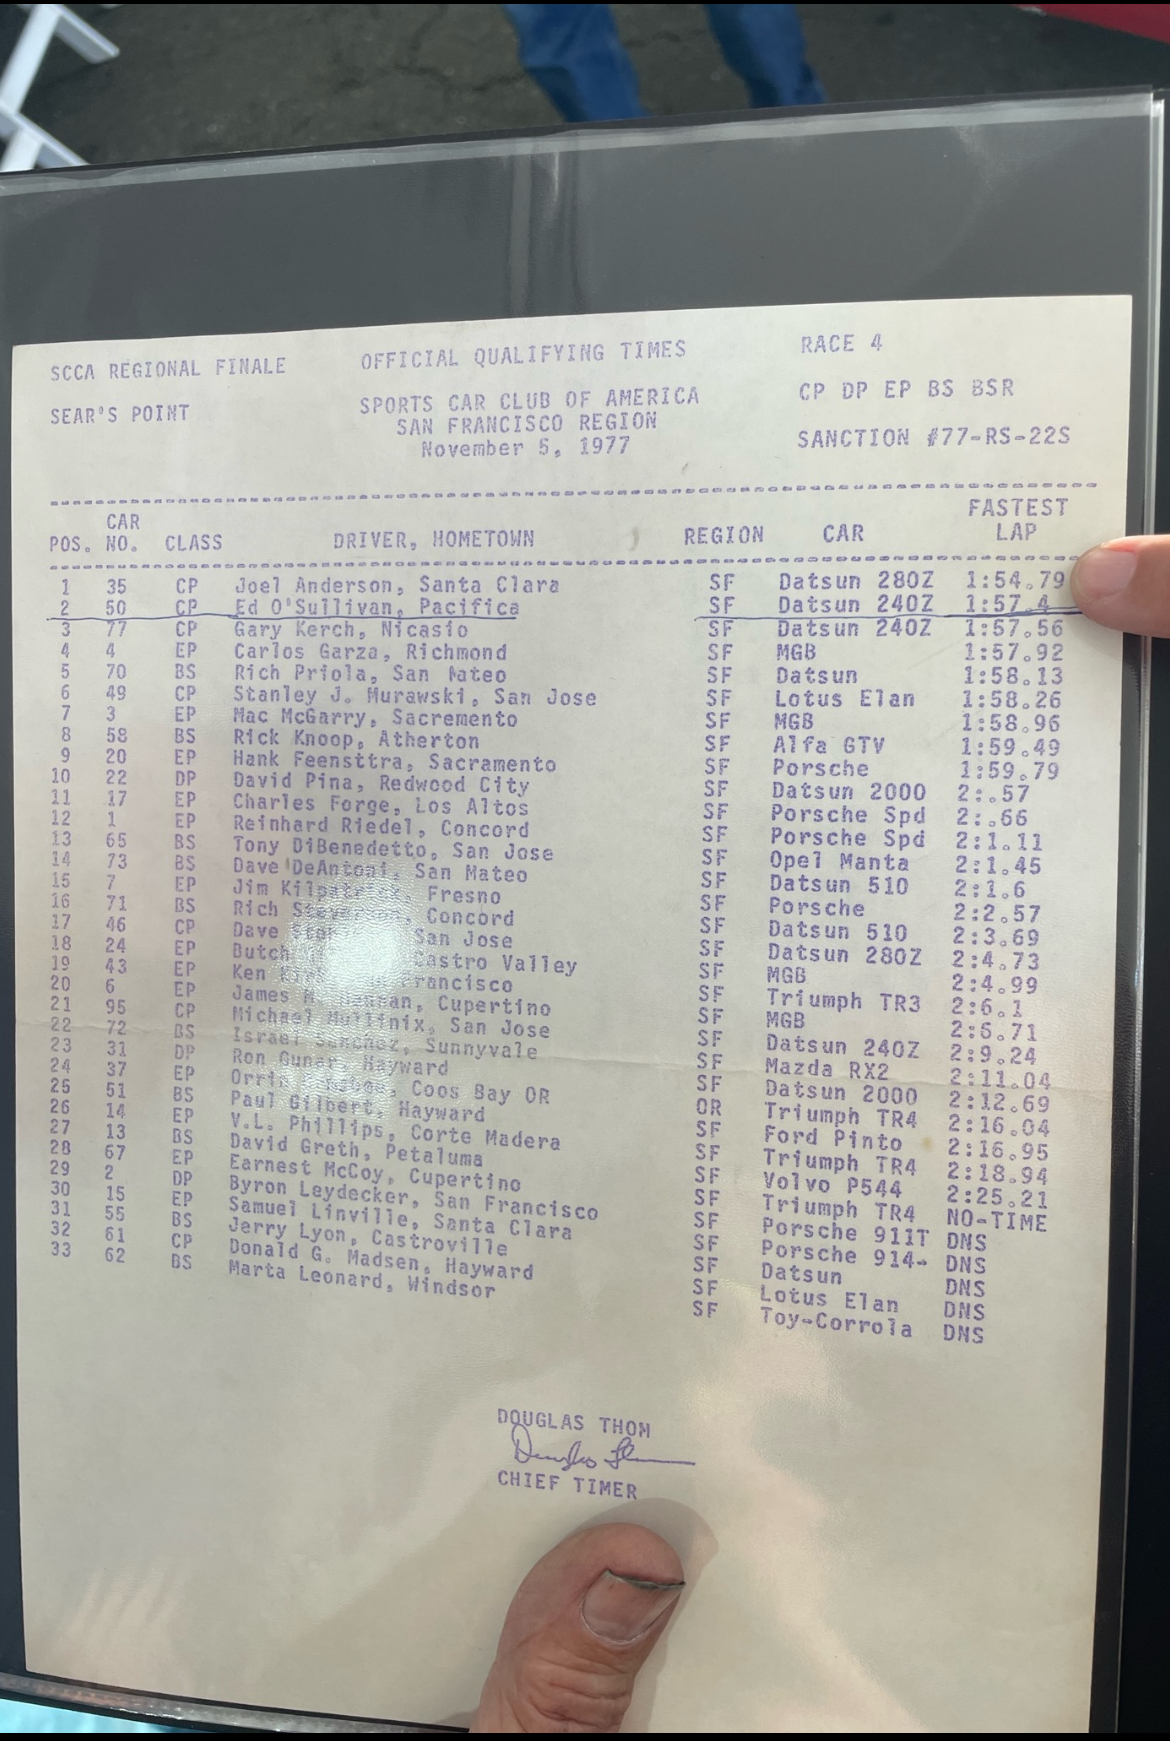 SCCA REGIONAL FINALE OFFICIAL QUALIFYING TIMES RACE 4
SEAR'S POINT SPORTS CAR CLUB OF AMERICA CP DP EP BS BSR
SAN FRANCISCO REGION
November 5, 1977 SANCTION #77-RS-22S
POS. CAR NO. CLASS DRIVER, HOMETOWN REGION CAR FASTEST LAP
1 35 CP Joel Anderson, Santa Clara SF Datsun 280Z 1:54.79
2 50 CP Ed O'Sullivan, Pacifica SF Datsun 240Z 1:57.4
3 77 CP Gary Kerch, Nicasio SF Datsun 240Z 1:57.56
4 4 EP Carlos Garza, Richmond SF MGB 1:57.92
5 70 BS Rich Priola, San Mateo SF Datsun 1:58.13
6 49 CP Stanley J. Murawski, San Jose SF Lotus Elan 1:58.26
7 3 EP Mac McGarry, Sacremento SF MGB 1:58.96
8 58 BS Rick Knoop, Atherton SF Alfa GTV 1:59.49
9 20 EP Hank Feensttra, Sacramento SF Porsche 1:59.79
10 22 DP David Pina, Redwood City SF Datsun 2000 2:.57
11 17 EP Charles Forge, Los Altos SF Porsche Spd 2:.66
12 1 EP Reinhard Riedel, Concord SF Porsche Spd 2:1.11
13 65 BS Tony DiBenedetto, San Jose SF Opel Manta 2:1.45
14 73 BS Dave DeAntoni, San Mateo SF Datsun 510 2:1.6
15 7 EP Jim Kilpatrick, Fresno SF Porsche 2:2.57
16 71 BS Rich Concord SF Datsun 510 2:3.69
17 46 CP Dave San Jose SF Datsun 280Z 2:4.73
18 24 EP Butch Castro Valley SF MGB 2:4.99
19 43 EP Ken Francisco SF Triumph TR3 2:6.1
20 6 EP James Cupertino SF MGB 2:6.71
21 95 CP Michael Mullinix, San Jose SF Datsun 240Z 2:9.24
22 72 BS Israel Sanchez, Sunnyvale SF Mazda RX2 2:11.04
23 31 DP Ron Gunar, Hayward SF Datsun 2000 2:12.69
24 37 EP Coos Bay OR OR Triumph TR4 2:16.04
25 51 BS Paul Gilbert, Hayward SF Ford Pinto 2:16.95
26 14 EP V.L. Phillips, Corte Madera SF Triumph TR4 2:18.94
27 13 BS David Greth, Petaluma SF Volvo P544 2:25.21
28 67 EP Earnest McCoy, Cupertino SF Triumph TR4 NO-TIME
29 2 DP Byron Leydecker, San Francisco SF Porsche 911T DNS
30 15 EP Samuel Linville, Santa Clara SF Porsche 914- DNS
31 55 BS Jerry Lyon, Castroville SF Datsun DNS
32 61 CP Donald G. Madsen, Hayward SF Lotus Elan DNS
33 62 BS Marta Leonard, Windsor SF Toy-Corrola DNS
DOUGLAS THOM
Douglas Thom
CHIEF TIMER